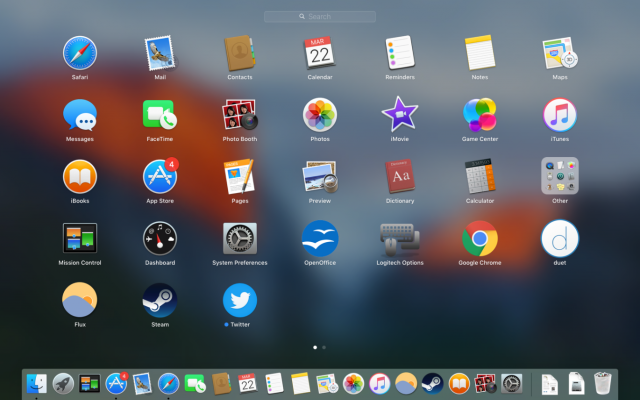 Search
MAR
22
Safari
Mail
Contacts
Calendar
Reminders
Notes
Maps
Messages
FaceTime
Photo Booth
Photos
iMovie
Game Center
iTunes
4
Aa
iBooks
App Store
Pages
Preview
Dictionary
Calculator
Other
d
Mission Control
Dashboard
System Preferences
OpenOffice
Logitech Options
Google Chrome
duet
Flux
Steam
Twitter
4
MAR
22